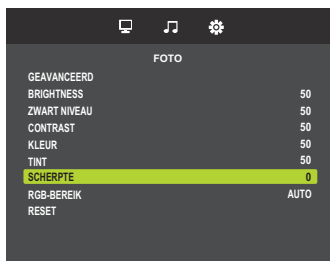 FOTO
GEAVANCEERD
BRIGHTNESS 50
ZWART NIVEAU 50
CONTRAST 50
KLEUR 50
TINT 50
SCHERPTE 0
RGB-BEREIK AUTO
RESET